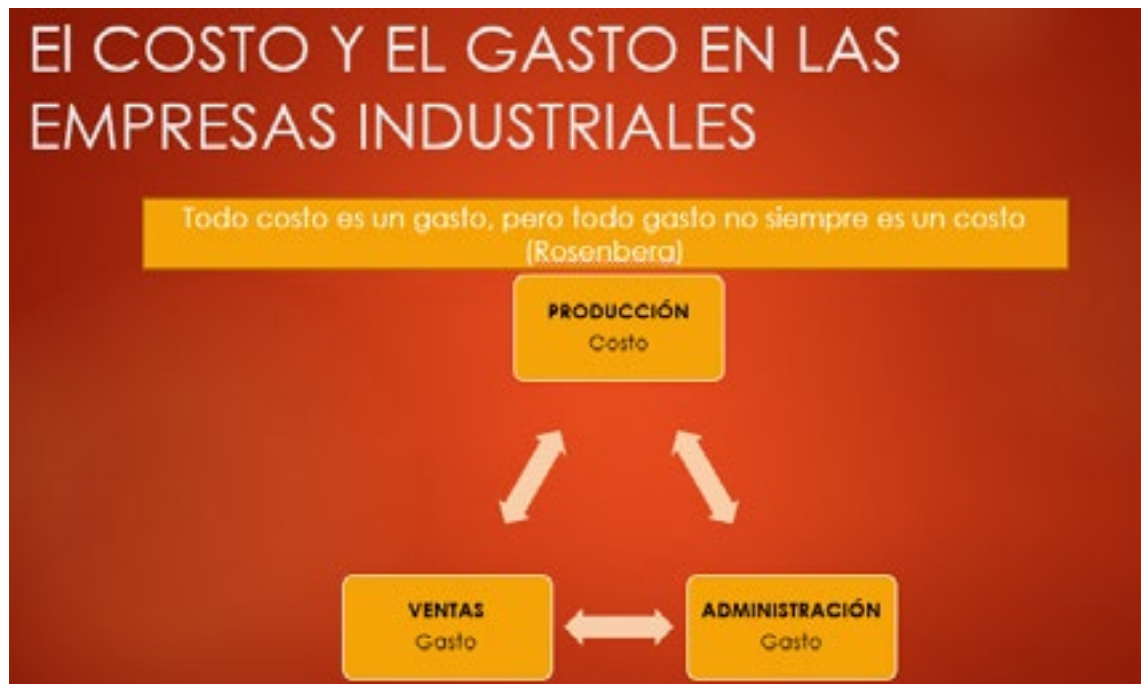 El COSTO Y EL GASTO EN LAS
EMPRESAS INDUSTRIALES
Todo costo es un gasto, pero todo gasto no siempre es un costo
(Rosenberg)
PRODUCCIÓN
Costo
VENTAS
Gasto
ADMINISTRACIÓN
Gasto